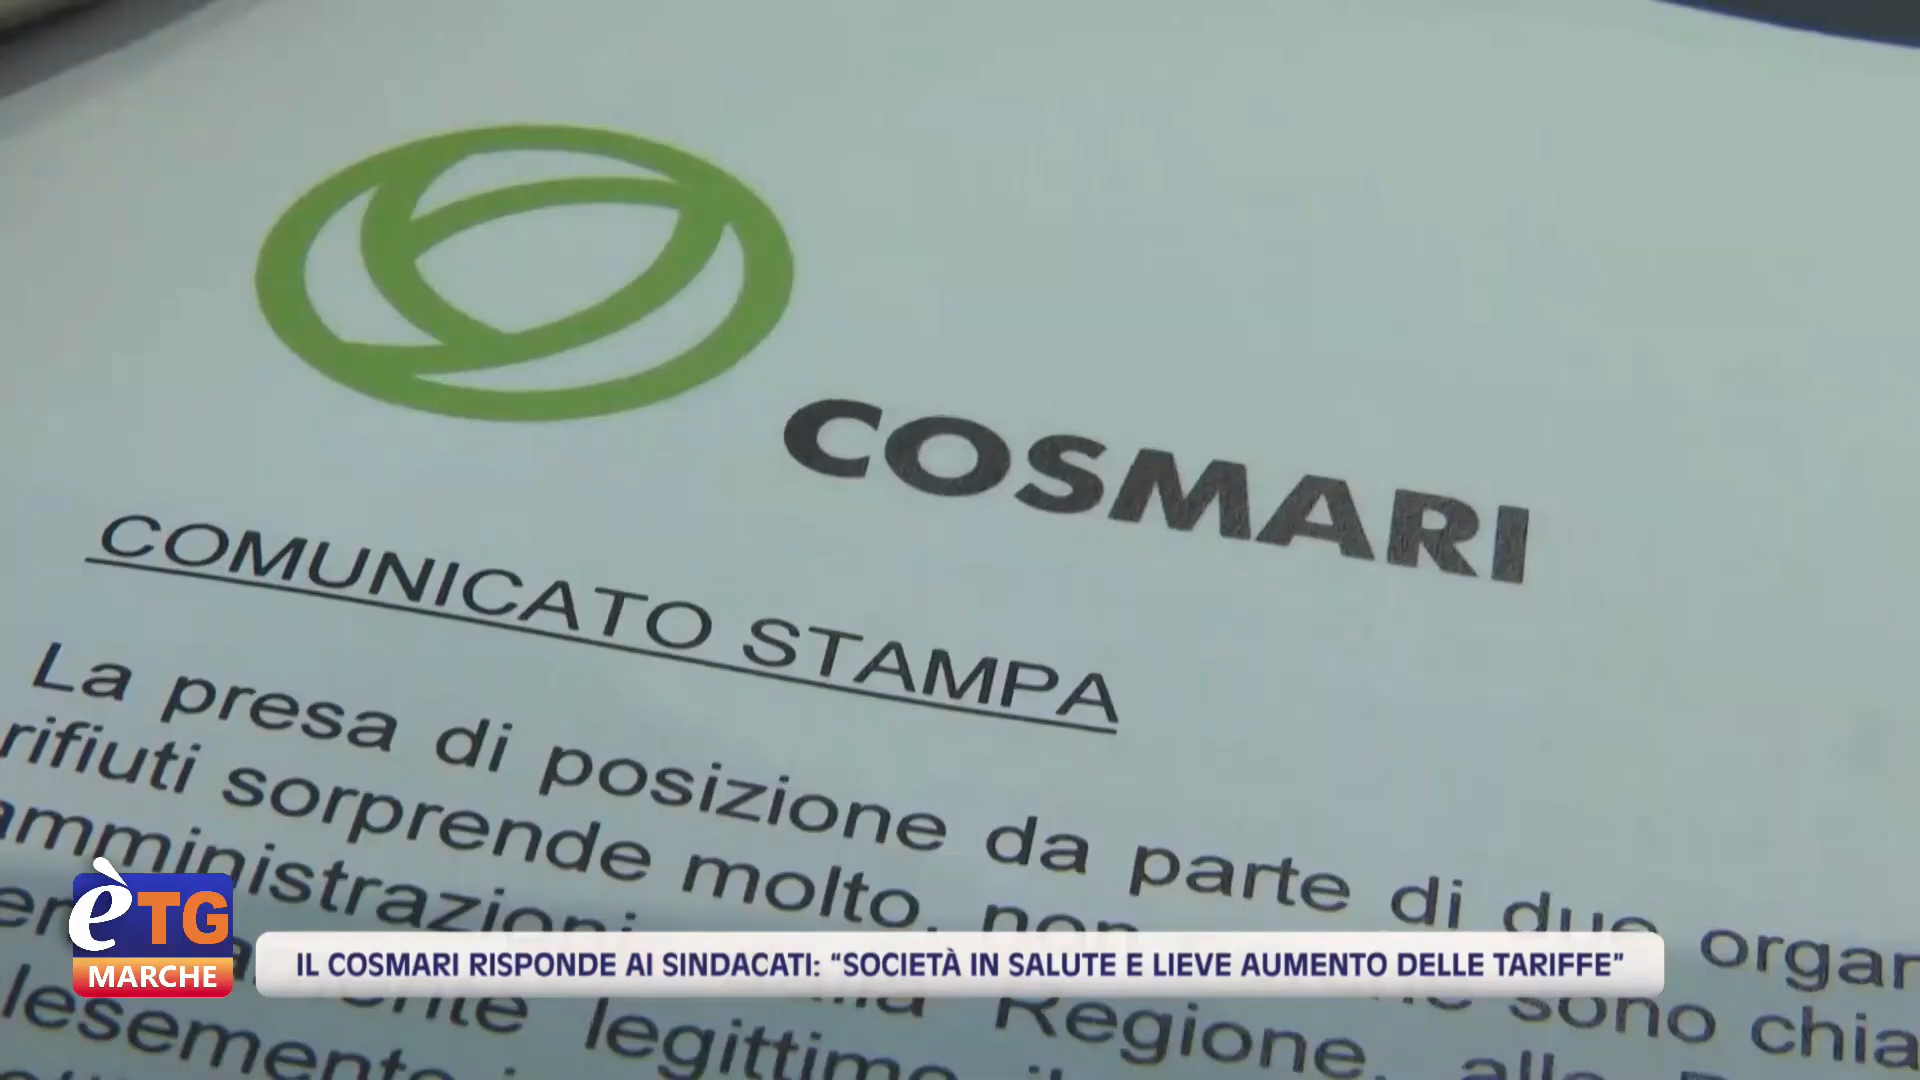 COSMARI
COMUNICATO STAMPA
La presa di posizione da parte di due
rifiuti sorprende molto,
sono
legittimo
Regione,
èTG
MARCHE
IL COSMARI RISPONDE AI SINDACATI: “SOCIETÀ IN SALUTE E LIEVE AUMENTO DELLE TARIFFE”